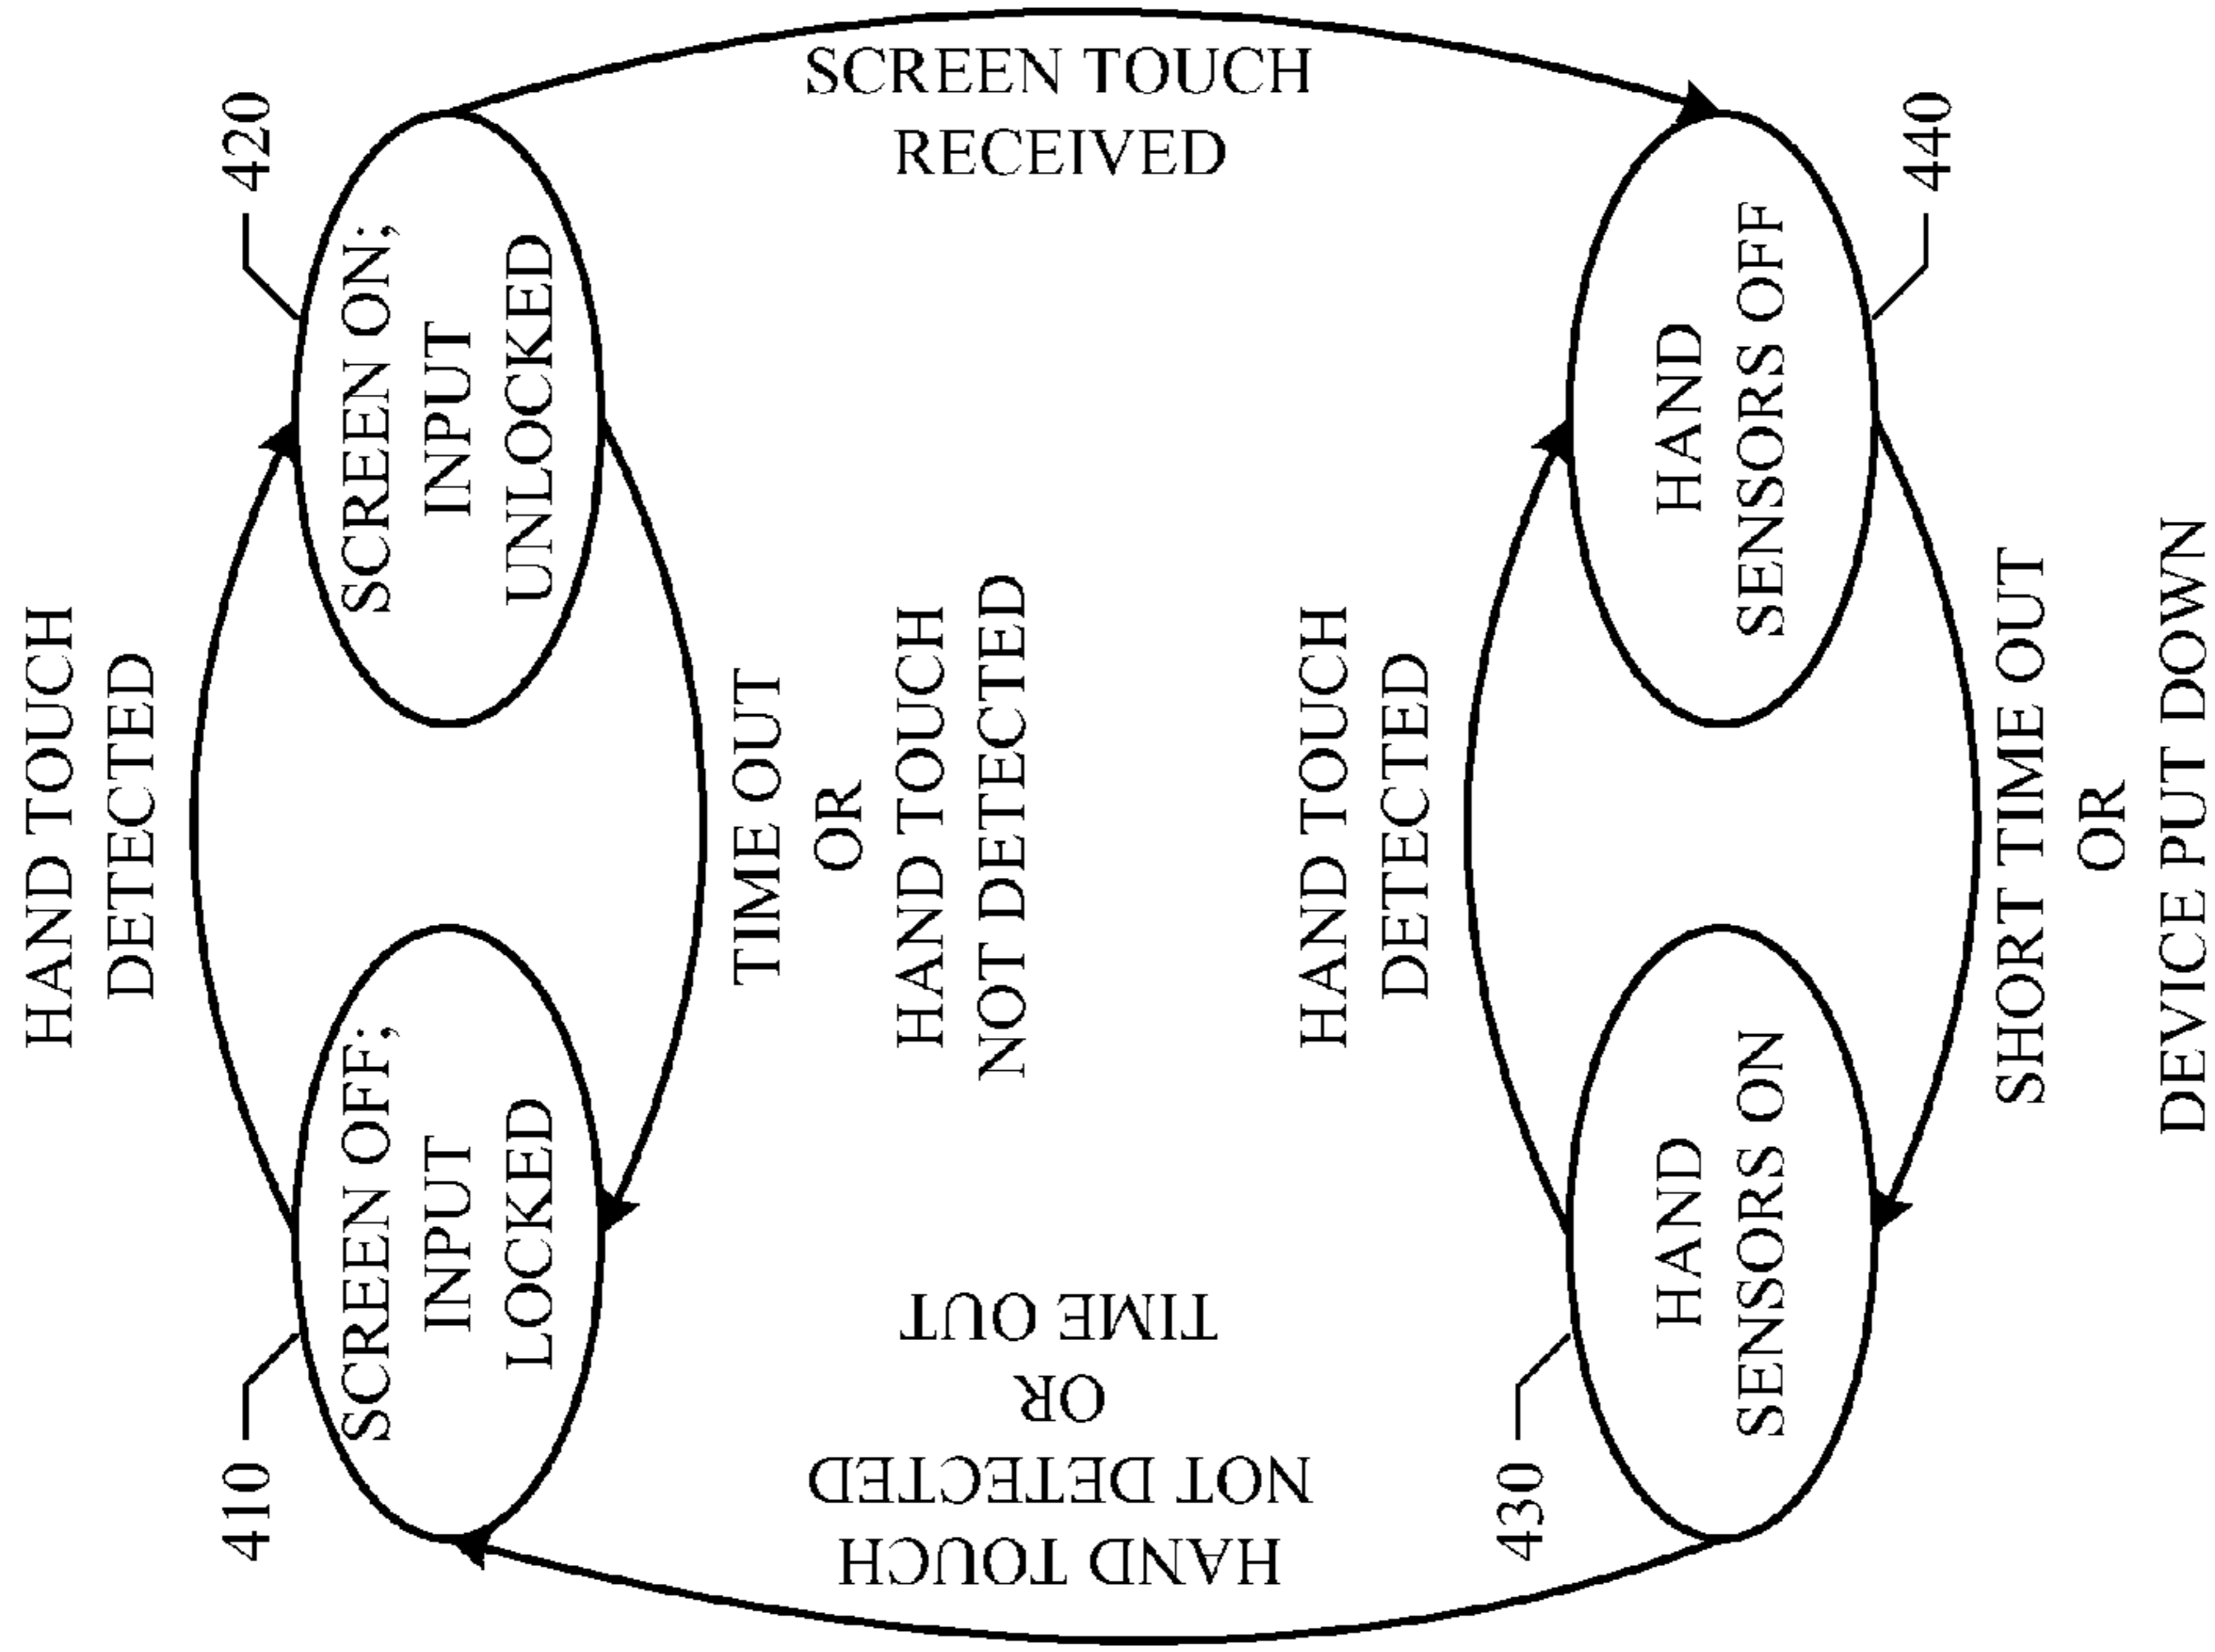 HAND TOUCH
DETECTED
410
420
SCREEN OFF;
INPUT
LOCKED
SCREEN ON;
INPUT
UNLOCKED
TIME OUT
OR
HAND TOUCH
NOT DETECTED
HAND TOUCH
NOT DETECTED
OR
TIME OUT
SCREEN TOUCH
RECEIVED
HAND TOUCH
DETECTED
430
HAND
SENSORS ON
HAND
SENSORS OFF
440
SHORT TIME OUT
OR
DEVICE PUT DOWN